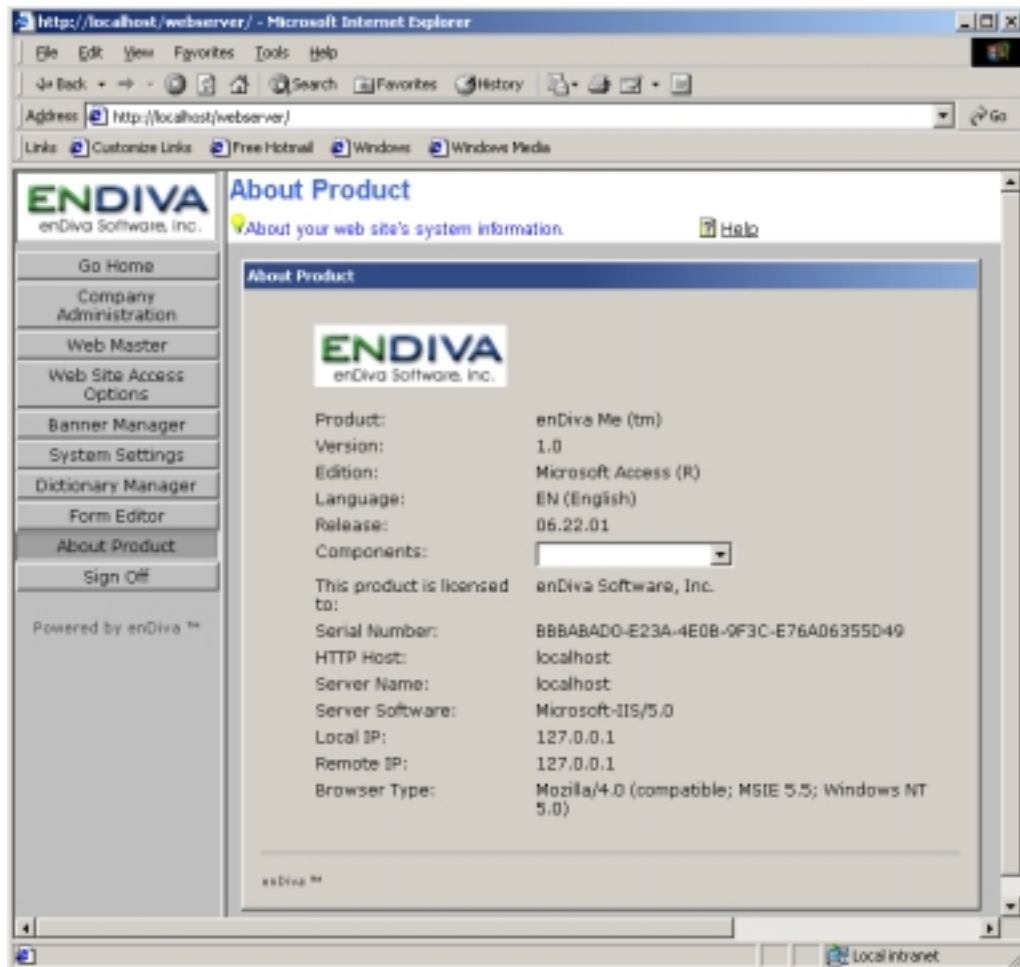 http://localhost/webserver/ - Microsoft Internet Explorer
File Edit View Favorites Tools Help
Back Search Favorites History
Address http://localhost/webserver/ Go
Links Customize Links Free Hotmail Windows Windows Media
ENDIVA
enDiva Software, Inc.
About Product
About your web site's system information. Help
Go Home
Company
Administration
Web Master
Web Site Access
Options
Banner Manager
System Settings
Dictionary Manager
Form Editor
About Product
Sign Off
Powered by enDiva ™
About Product
ENDIVA
enDiva Software, Inc.
Product: enDiva Me (tm)
Version: 1.0
Edition: Microsoft Access (R)
Language: EN (English)
Release: 06.22.01
Components:
This product is licensed enDiva Software, Inc.
to:
Serial Number: BBBABAD0-E23A-4E0B-9F3C-E76A06355D49
HTTP Host: localhost
Server Name: localhost
Server Software: Microsoft-IIS/5.0
Local IP: 127.0.0.1
Remote IP: 127.0.0.1
Browser Type: Mozilla/4.0 (compatible; MSIE 5.5; Windows NT
5.0)
enDiva ™
Local intranet